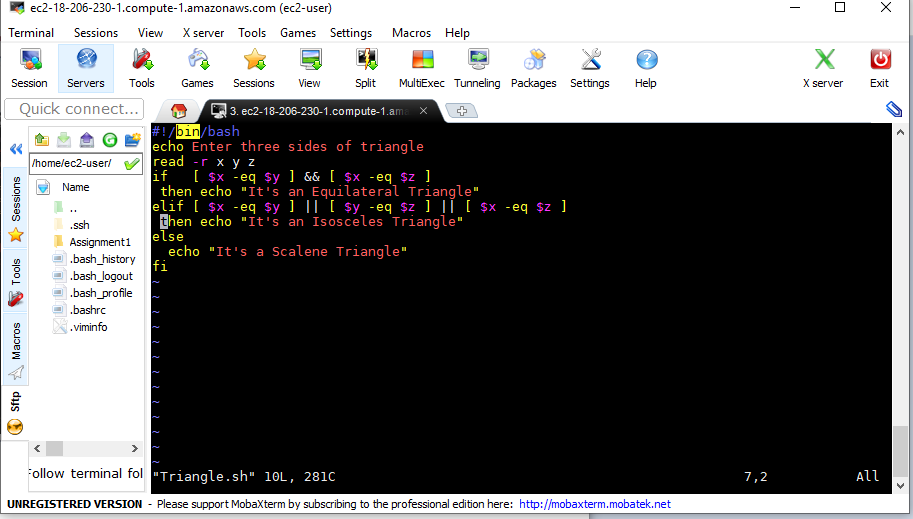 ec2-18-206-230-1.compute-1.amazonaws.com (ec2-user)
Terminal Sessions View X server Tools Games Settings Macros Help
Session Servers Tools Games Sessions View Split MultiExec Tunneling Packages Settings Help X server Exit
Quick connect...
3. ec2-18-206-230-1.compute-1.ama
/home/ec2-user/
Name
..
.ssh
Assignment1
.bash_history
.bash_logout
.bash_profile
.bashrc
.viminfo
Sessions
Tools
Macros
Sftp
Follow terminal fol
#!/bin/bash
echo Enter three sides of triangle
read -r x y z
if   [ $x -eq $y ] && [ $x -eq $z ]
 then echo "It's an Equilateral Triangle"
elif [ $x -eq $y ] || [ $y -eq $z ] || [ $x -eq $z ]
 then echo "It's an Isosceles Triangle"
else
  echo "It's a Scalene Triangle"
fi
~
~
~
~
~
~
~
~
~
~
~
~
~
"Triangle.sh" 10L, 281C 7,2 All
UNREGISTERED VERSION - Please support MobaXterm by subscribing to the professional edition here: http://mobaxterm.mobatek.net